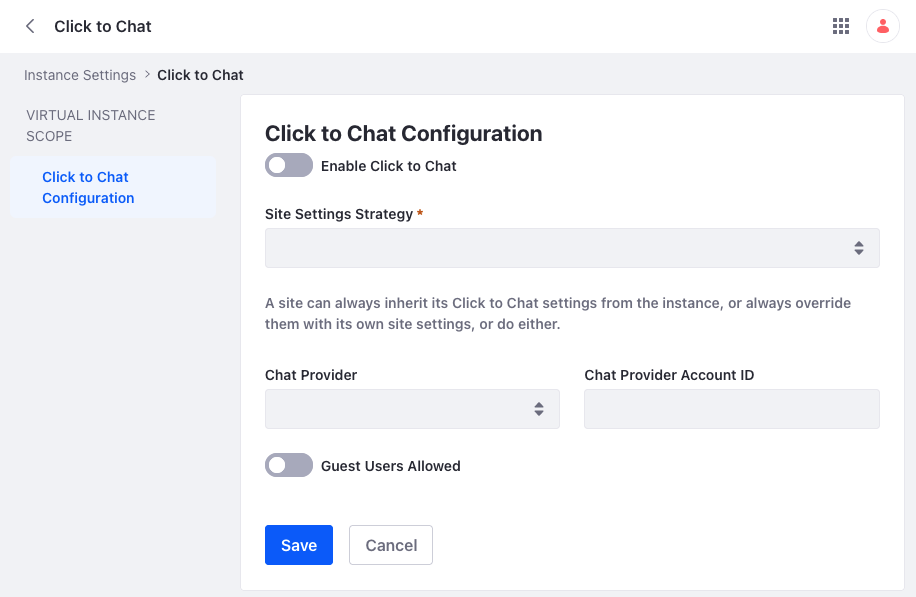 Click to Chat
Instance Settings > Click to Chat
VIRTUAL INSTANCE
SCOPE
Click to Chat
Configuration
Click to Chat Configuration
Enable Click to Chat
Site Settings Strategy *
A site can always inherit its Click to Chat settings from the instance, or always override
them with its own site settings, or do either.
Chat Provider
Chat Provider Account ID
Guest Users Allowed
Save
Cancel